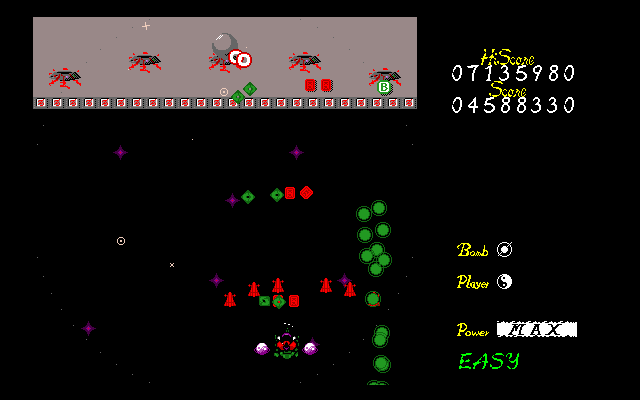 HiScore
07135980
Score
04588330
B
Bomb
Player
Power MAX
EASY